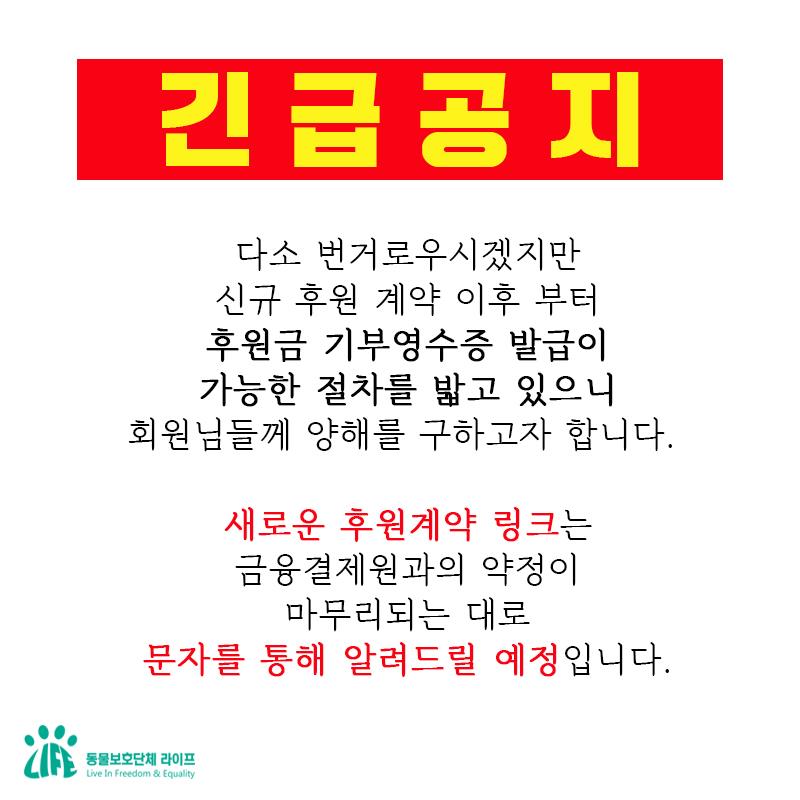 긴급공지
다소 번거로우시겠지만
신규 후원 계약 이후 부터
후원금 기부영수증 발급이
가능한 절차를 밟고 있으니
회원님들께 양해를 구하고자 합니다.
새로운 후원계약 링크는
금융결제원과의 약정이
마무리되는 대로
문자를 통해 알려드릴 예정입니다.
LIFE
동물보호단체 라이프
Live In Freedom & Equality